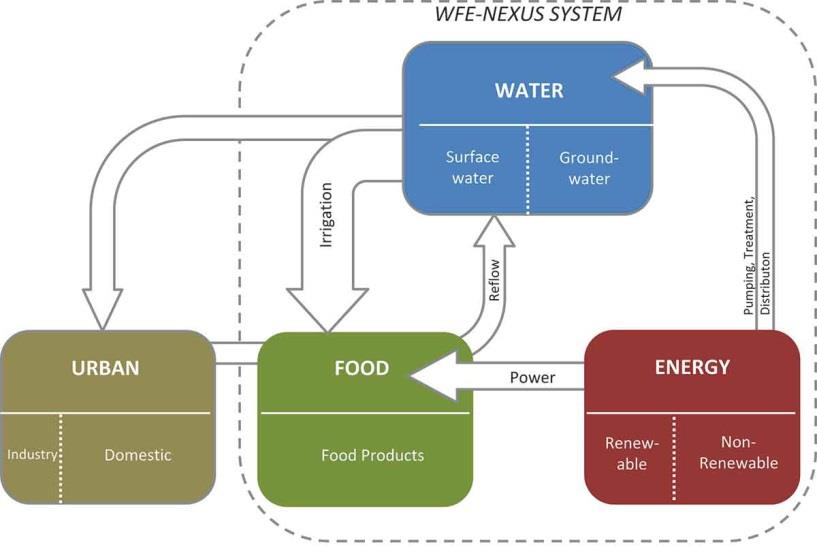 WFE-NEXUS SYSTEM
WATER
Surface
water
Ground-
water
Irrigation
Reflow
Pumping, Treatment,
Distributon
URBAN
Industry
Domestic
FOOD
Food Products
Power
ENERGY
Renew-
able
Non-
Renewable